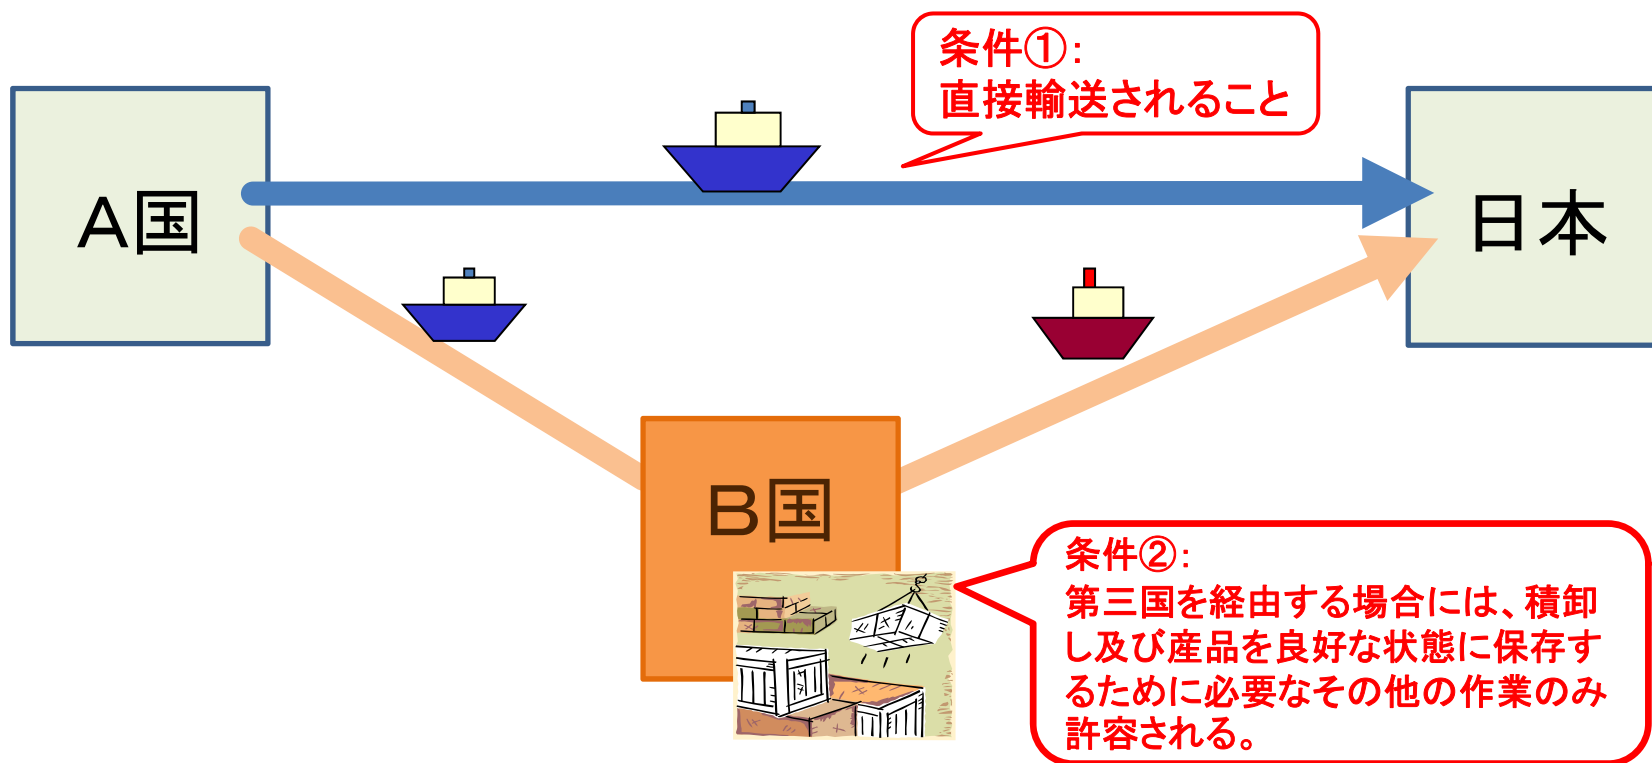 条件①：
直接輸送されること
A国
日本
B国
条件②：
第三国を経由する場合には、積卸
し及び産品を良好な状態に保存す
るために必要なその他の作業のみ
許容される。